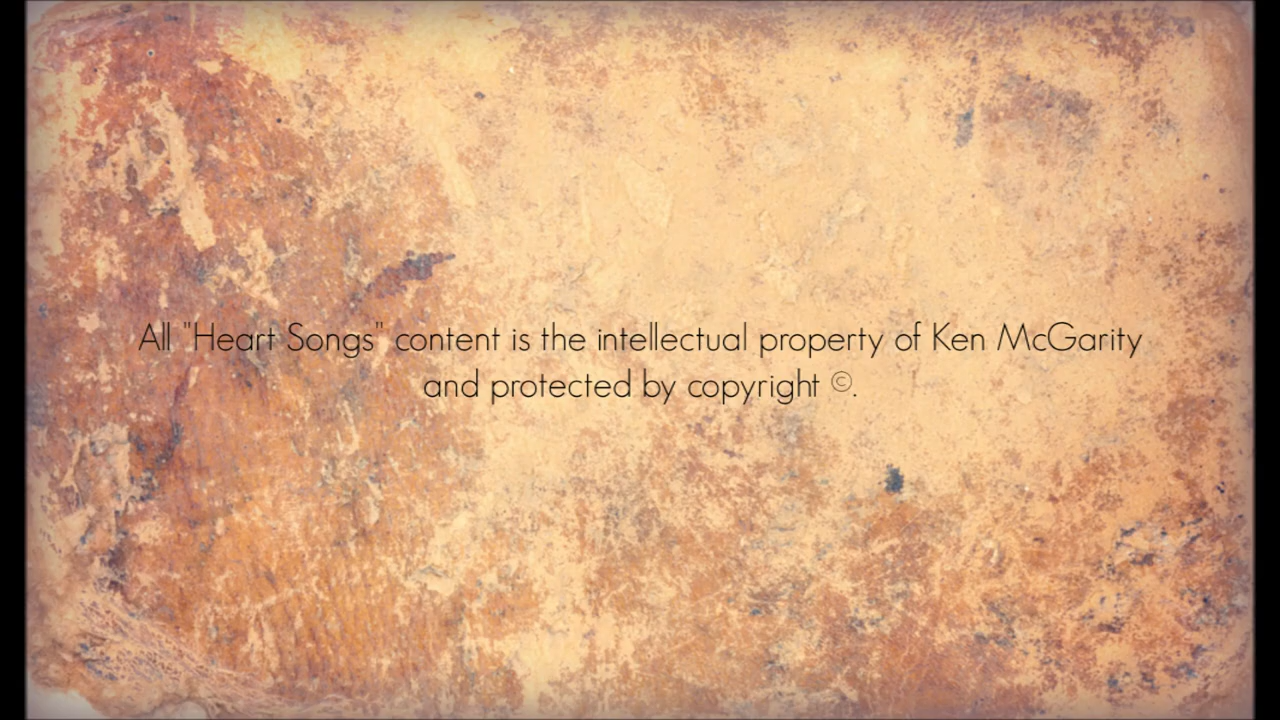 All "Heart Songs" content is the intellectual property of Ken McGarity
and protected by copyright ©.